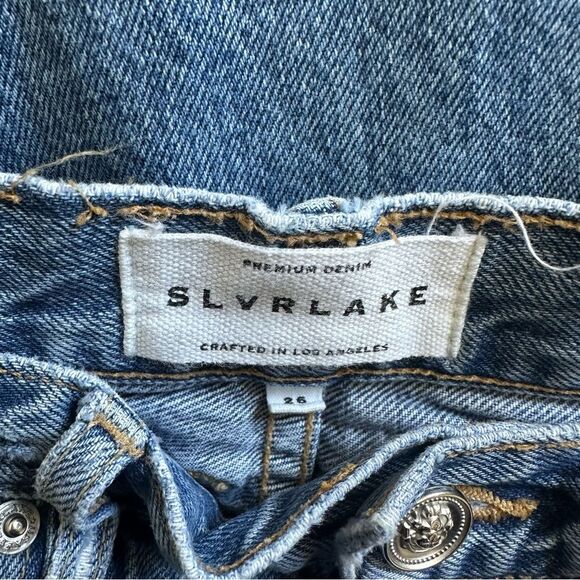 PREMIUM DENIM
SLVRLAKE
CRAFTED IN LOS ANGELES
26